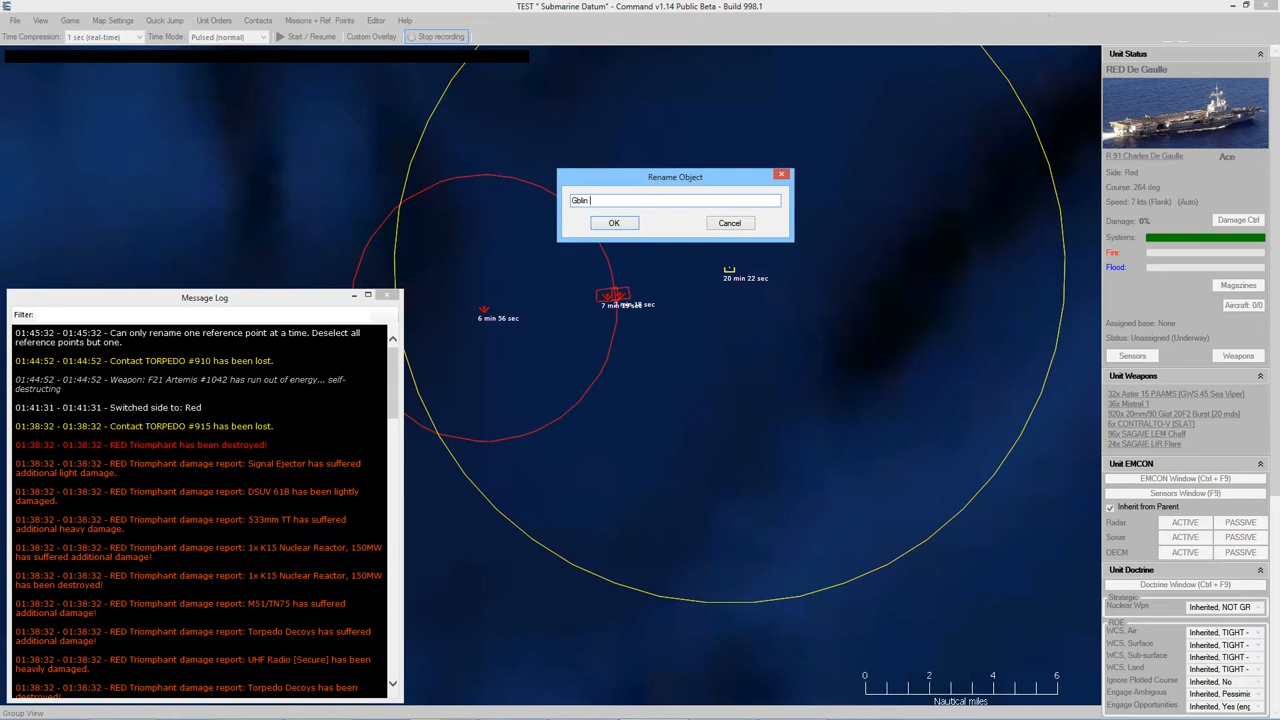 TEST " Submarine Datum" - Command v1.14 Public Beta - Build 998.1
File View Game Map Settings Quick Jump Unit Orders Contacts Missions + Ref. Points Editor Help
Time Compression: 1 sec (real-time) Time Mode: Pulsed (normal) Start / Resume Custom Overlay Stop recording
Rename Object
Gblin
OK Cancel
20 min 22 sec
6 min 56 sec
Message Log
Filter:
01:45:32 - 01:45:32 - Can only rename one reference point at a time. Deselect all
reference points but one.
01:44:52 - 01:44:52 - Contact TORPEDO #910 has been lost.
01:44:52 - 01:44:52 - Weapon: F21 Artemis #1042 has run out of energy... self-
destructing
01:41:31 - 01:41:31 - Switched side to: Red
01:38:32 - 01:38:32 - Contact TORPEDO #915 has been lost.
01:38:32 - 01:38:32 - RED Triomphant has been destroyed!
01:38:32 - 01:38:32 - RED Triomphant damage report: Signal Ejector has suffered
additional light damage.
01:38:32 - 01:38:32 - RED Triomphant damage report: DSUV 61B has been lightly
damaged.
01:38:32 - 01:38:32 - RED Triomphant damage report: 533mm TT has suffered
additional heavy damage.
01:38:32 - 01:38:32 - RED Triomphant damage report: 1x K15 Nuclear Reactor, 150MW
has suffered additional damage!
01:38:32 - 01:38:32 - RED Triomphant damage report: 1x K15 Nuclear Reactor, 150MW
has been destroyed!
01:38:32 - 01:38:32 - RED Triomphant damage report: M51/TN75 has suffered
additional damage!
01:38:32 - 01:38:32 - RED Triomphant damage report: Torpedo Decoys has suffered
additional damage!
01:38:32 - 01:38:32 - RED Triomphant damage report: UHF Radio [Secure] has been
heavily damaged.
01:38:32 - 01:38:32 - RED Triomphant damage report: Torpedo Decoys has been
destroyed!
Group View
0 2 4 6
Nautical miles
Unit Status
RED De Gaulle
R 91 Charles De Gaulle Ace
Side: Red
Course: 264 deg
Speed: 7 kts (Flank) (Auto)
Damage: 0% Damage Ctrl
Systems:
Fire:
Flood:
Magazines
Aircraft: 0/0
Assigned base: None
Status: Unassigned (Underway)
Sensors Weapons
Unit Weapons
32x Aster 15 PAAMS [GWS.45 Sea Viper]
36x Mistral 1
920x 20mm/90 Giat 20F2 Burst [20 rnds]
6x CONTRALTO-V [SLAT]
96x SAGAIE LEM Chaff
24x SAGAIE LIR Flare
Unit EMCON
EMCON Window (Ctrl + F9)
Sensors Window (F9)
Inherit from Parent
Radar ACTIVE PASSIVE
Sonar ACTIVE PASSIVE
OECM ACTIVE PASSIVE
Unit Doctrine
Doctrine Window (Ctrl + F9)
Strategic
Nuclear Wpn Inherited, NOT GR
ROE
WCS, Air Inherited, TIGHT -
WCS, Surface Inherited, TIGHT -
WCS, Sub-surface Inherited, TIGHT -
WCS, Land Inherited, TIGHT -
Ignore Plotted Course Inherited, No
Engage Ambiguous Inherited, Pessimis
Engage Opportunities Inherited, Yes (eng